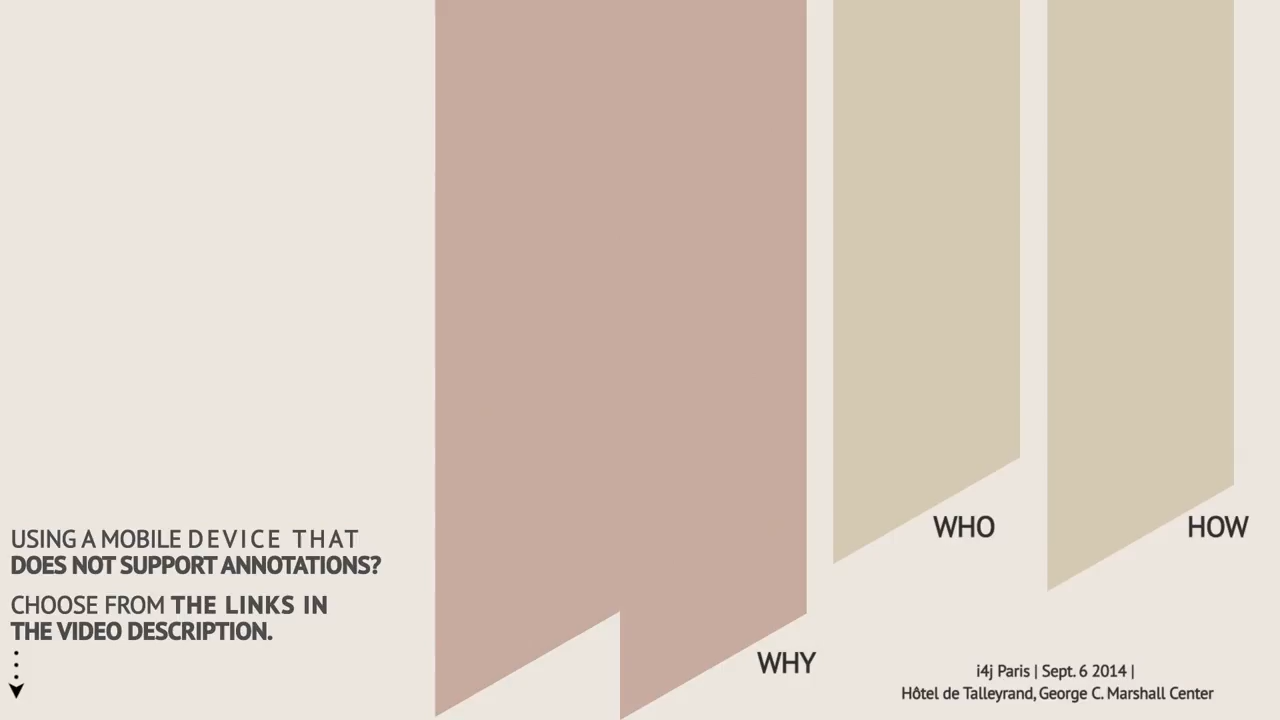 USING A MOBILE DEVICE THAT
DOES NOT SUPPORT ANNOTATIONS?
CHOOSE FROM THE LINKS IN
THE VIDEO DESCRIPTION.
WHY
WHO
HOW
i4j Paris | Sept. 6 2014 |
Hôtel de Talleyrand, George C. Marshall Center